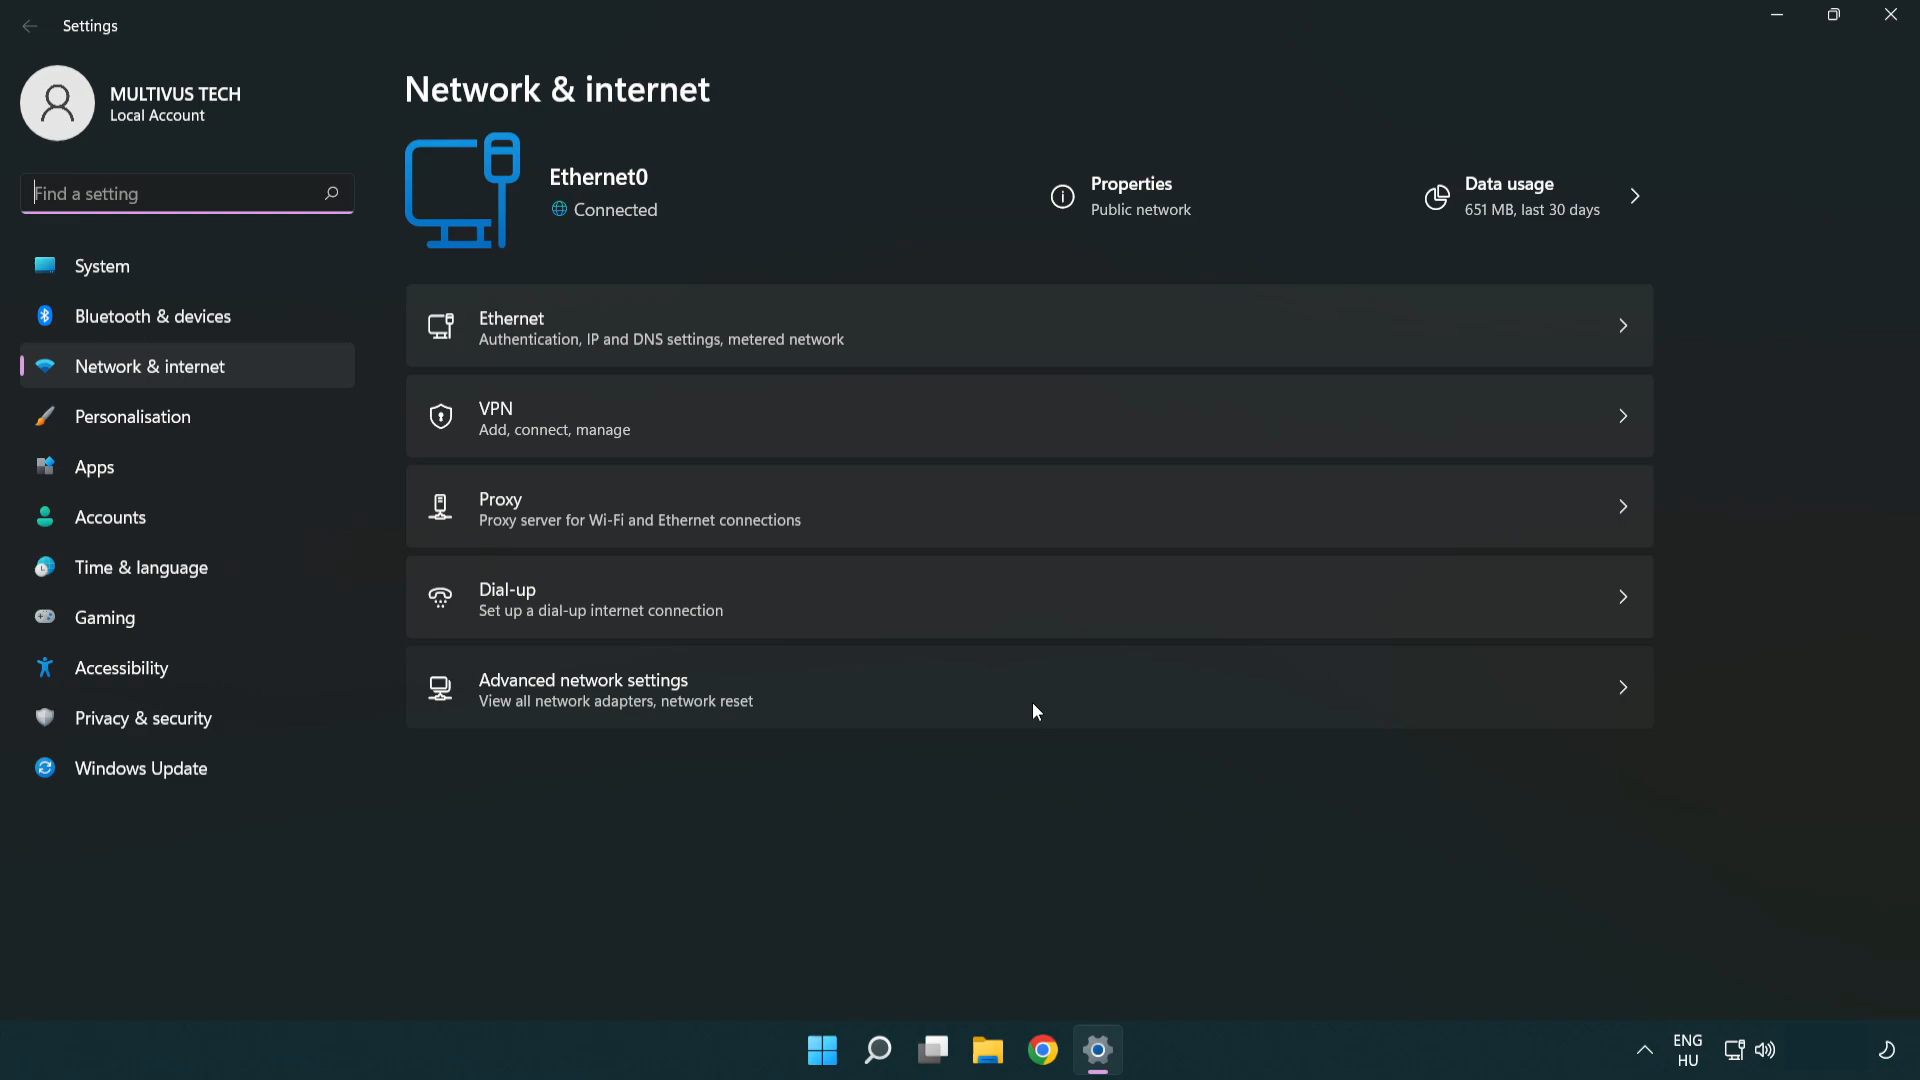 Settings
MULTIVUS TECH
Local Account
Find a setting
System
Bluetooth & devices
Network & internet
Personalisation
Apps
Accounts
Time & language
Gaming
Accessibility
Privacy & security
Windows Update
Network & internet
Ethernet0
Connected
Properties
Public network
Data usage
651 MB, last 30 days
Ethernet
Authentication, IP and DNS settings, metered network
VPN
Add, connect, manage
Proxy
Proxy server for Wi-Fi and Ethernet connections
Dial-up
Set up a dial-up internet connection
Advanced network settings
View all network adapters, network reset
ENG
HU